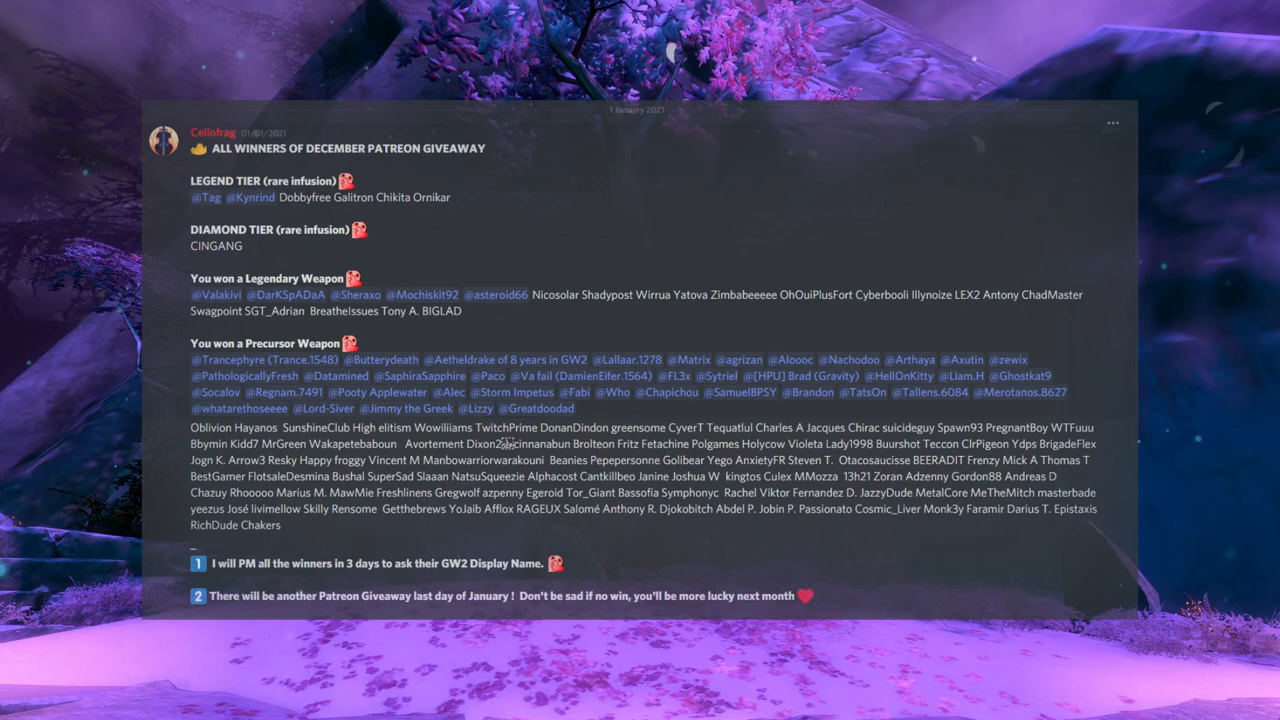 1 January 2021
Cellofrag 01/01/2021
ALL WINNERS OF DECEMBER PATREON GIVEAWAY
LEGEND TIER (rare infusion)
@Tag @Kynrind Dobbyfree Galitron Chikita Ornikar
DIAMOND TIER (rare infusion)
CINGANG
You won a Legendary Weapon
@Valakivi @DarKSpADaA @Sheraxo @Mochiskit92 @asteroid66 Nicosolar Shadypost Wirrua Yatova Zimbabeeeee OhOuiPlusFort Cyberbooli Illynoize LEX2 Antony ChadMaster
Swagpoint SGT_Adrian BreatheIssues Tony A. BIGLAD
You won a Precursor Weapon
@Trancephyre (Trance.1548) @Butterydeath @Aetheldrake of 8 years in GW2 @Lallaar.1278 @Matrix @agrizan @Aloooc @Nachodoo @Arthaya @Axutin @zewix
@PathologicallyFresh @Datamined @SaphiraSapphire @Paco @Va fail (DamienEifer.1564) @FL3x @Sytriel @[HPU] Brad (Gravity) @HellOnKitty @Liam.H @Ghostkat9
@Socalov @Regnam.7491 @Pooty Applewater @Alec @Storm Impetus @Fabi @Who @Chapichou @SamuelBPSY @Brandon @TatsOn @Tallens.6084 @Merotanos.8627
@whatarethoseeee @Lord-Siver @Jimmy the Greek @Lizzy @Greatdoodad
Oblivion Hayanos SunshineClub High elitism Wowiliiams TwitchPrime DonanDindon greensome CyverT Tequatlul Charles A Jacques Chirac suicideguy Spawn93 PregnantBoy WTFuuu
Bbymin Kidd7 MrGreen Wakapetebaboun Avortement Brolteon Fritz Fetachine Polgames Holycow Violeta Lady1998 Buurshot Teccon ClrPigeon Ydps BrigadeFlex
Jogn K. Arrow3 Resky Happy froggy Vincent M Manbowarriorwarakouni Beanies Pepepersonne Golibear Yego AnxietyFR Steven T. Otacosaucisse BEERADIT Frenzy Mick A Thomas T
BestGamer FlotsaleDesmina Bushal SuperSad Slaaan NatsuSqueezie Alphacost Cantkillbeo Janine Joshua W kingtos Culex MMozza 13h21 Zoran Adzenny Gordon88 Andreas D
Chazuy Rhooooo Marius M. MawMie Freshlinens Gregwolf azpenny Egeroid Tor_Giant Bassofia Symphonyc Rachel Viktor Fernandez D. JazzyDude MetalCore MeTheMitch masterbade
yeezus José livimellow Skilly Rensome Getthebrews YoJaib Afflox RAGEUX Salomé Anthony R. Djokobitch Abdel P. Jobin P. Passionato Cosmic_Liver Monk3y Faramir Darius T. Epistaxis
RichDude Chakers
_
1 I will PM all the winners in 3 days to ask their GW2 Display Name.
2 There will be another Patreon Giveaway last day of January ! Don't be sad if no win, you'll be more lucky next month